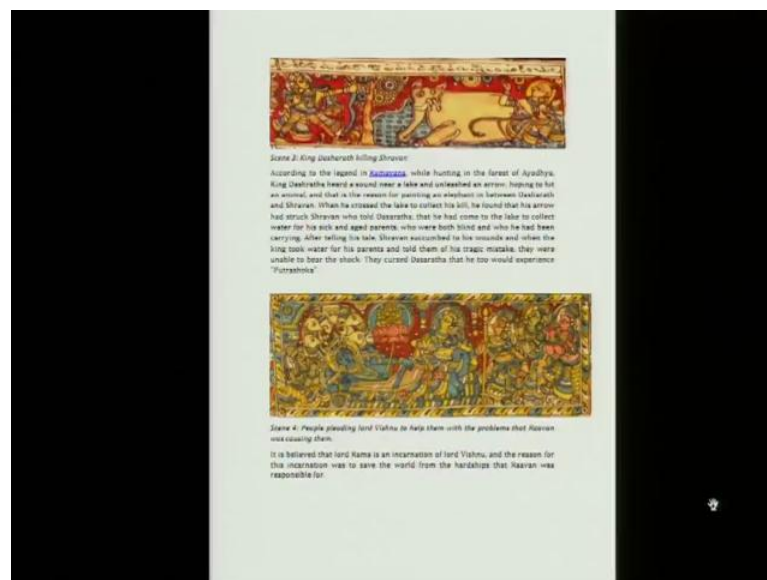 Scene 3: King Dasharath killing Shravan
According to the legend in Ramayana, while hunting in the forest of Ayodhya,
King Dashratha heard a sound near a lake and unleashed an arrow, hoping to hit
an animal, and that is the reason for painting an elephant in between Dasharath
and Shravan. When he crossed the lake to collect his kill, he found that his arrow
had struck Shravan who told Dasaratha, that he had come to the lake to collect
water for his sick and aged parents, who were both blind and who he had been
carrying. After telling his tale, Shravan succumbed to his wounds and when the
king took water for his parents and told them of his tragic mistake, they were
unable to bear the shock. They cursed Dasaratha that he too would experience
"Putrashoka"
Scene 4: People pleading lord Vishnu to help them with the problems that Raavan
was causing them.
It is believed that lord Rama is an incarnation of lord Vishnu, and the reason for
this incarnation was to save the world from the hardships that Raavan was
responsible for.